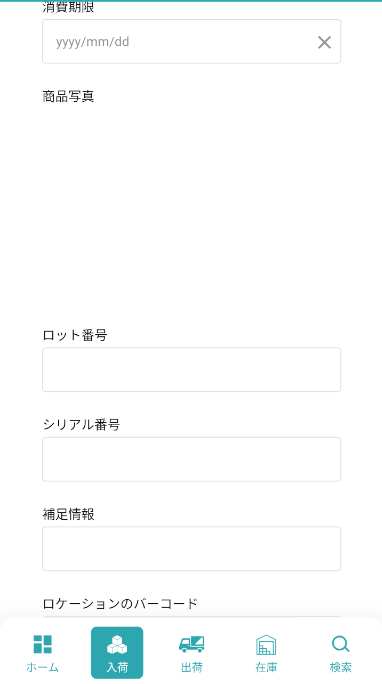 消費期限
yyyy/mm/dd
商品写真
ロット番号
シリアル番号
補足情報
ロケーションのバーコード
ホーム
入荷
出荷
在庫
検索